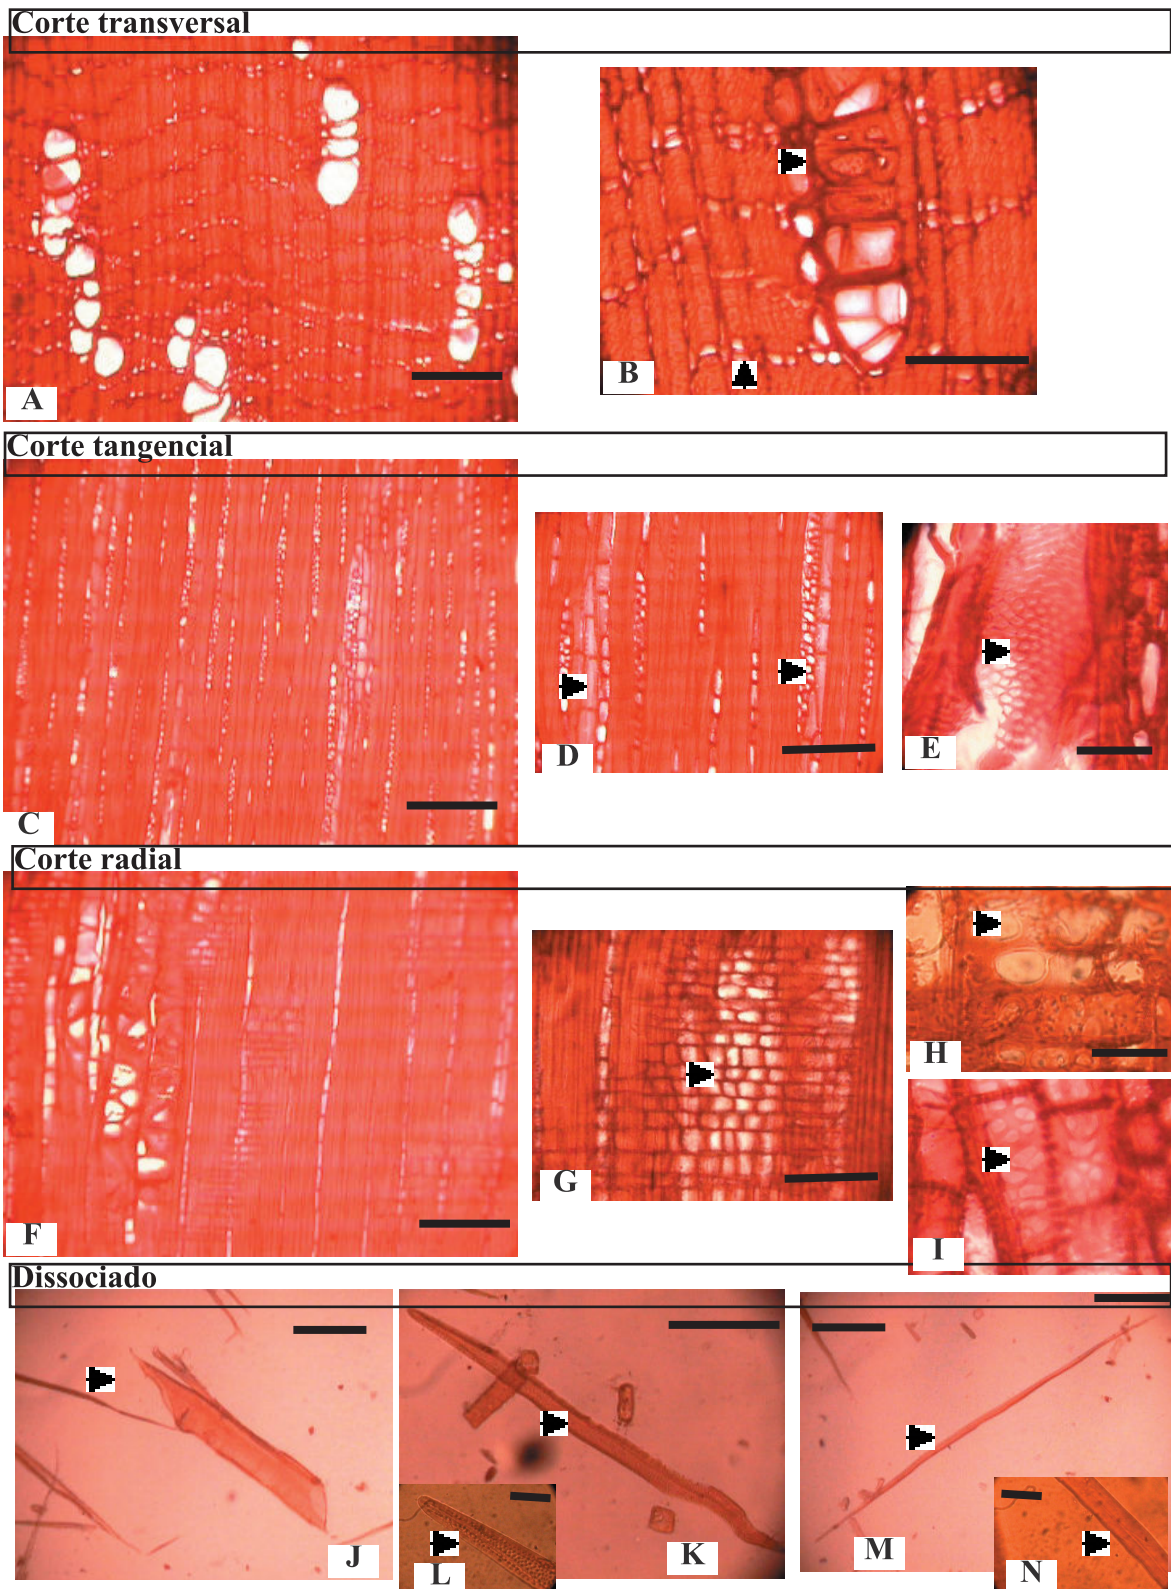 Corte transversal
A
B
Corte tangencial
C
D
E
Corte radial
F
G
H
I
Dissociado
J
K
L
M
N